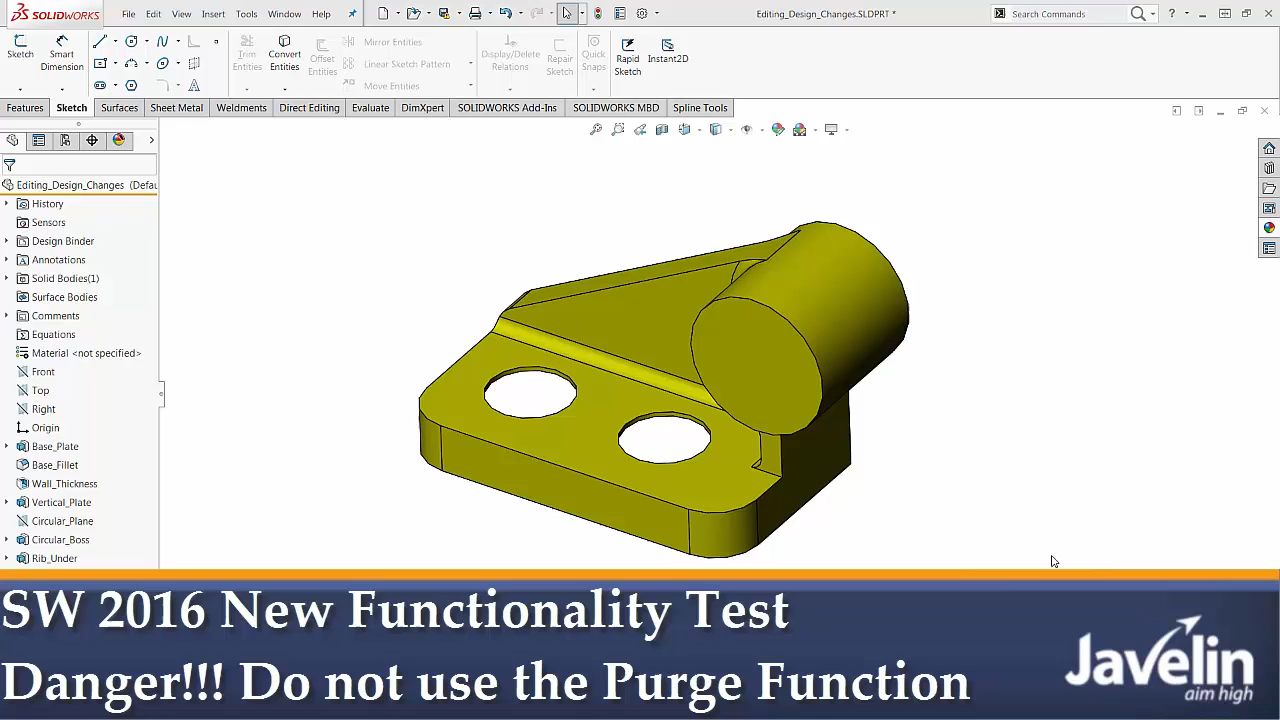 SOLIDWORKS
File
Edit
View
Insert
Tools
Window
Help
Editing_Design_Changes.SLDPRT *
Search Commands
Sketch
Smart Dimension
Trim Entities
Convert Entities
Offset Entities
Mirror Entities
Linear Sketch Pattern
Move Entities
Display/Delete Relations
Repair Sketch
Quick Snaps
Rapid Sketch
Instant2D
Features
Sketch
Surfaces
Sheet Metal
Weldments
Direct Editing
Evaluate
DimXpert
SOLIDWORKS Add-Ins
SOLIDWORKS MBD
Spline Tools
Editing_Design_Changes (Defau
History
Sensors
Design Binder
Annotations
Solid Bodies(1)
Surface Bodies
Comments
Equations
Material <not specified>
Front
Top
Right
Origin
Base_Plate
Base_Fillet
Wall_Thickness
Vertical_Plate
Circular_Plane
Circular_Boss
Rib_Under
SW 2016 New Functionality Test
Danger!!! Do not use the Purge Function
Javelin
aim high